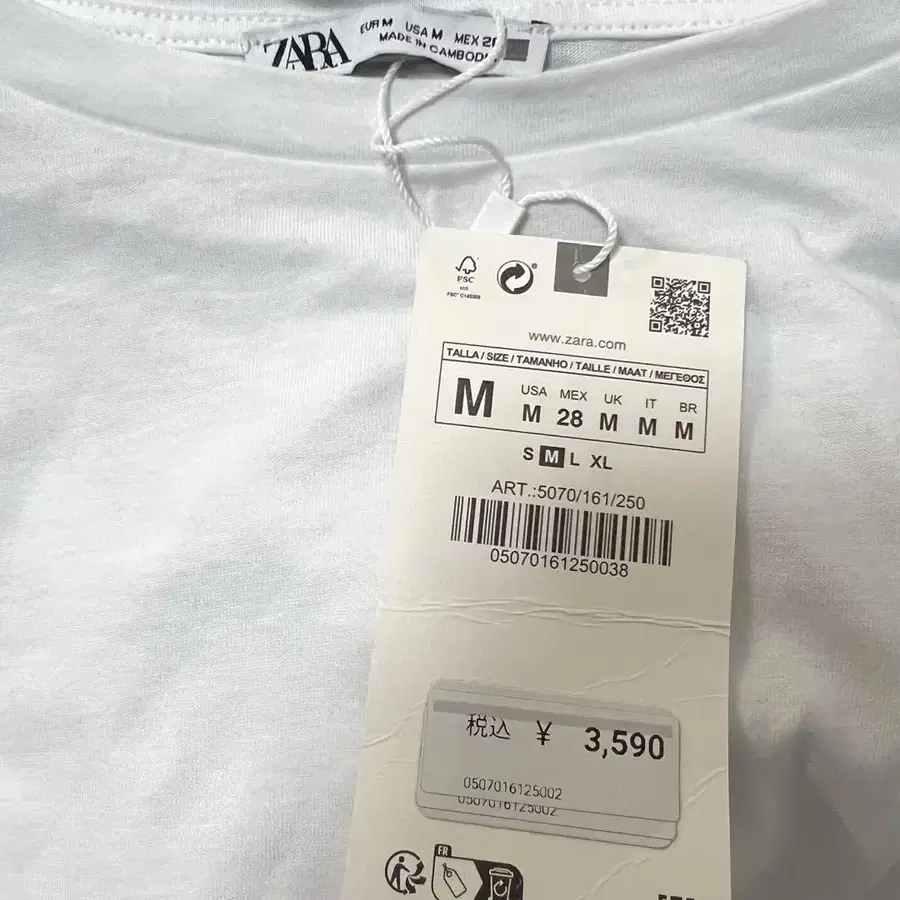 ZARA
EUR M USA M MEX 28
MADE IN CAMBODIA
FSC
www.zara.com
TALLA / SIZE / TAMANHO / TAILLE / MAAT / ΜΕΓΕΘΟΣ
USA MEX UK IT BR
M M 28 M M M
S M L XL
ART.:5070/161/250
05070161250038
税込 ¥ 3,590
0507016125002
0507016125002
FR